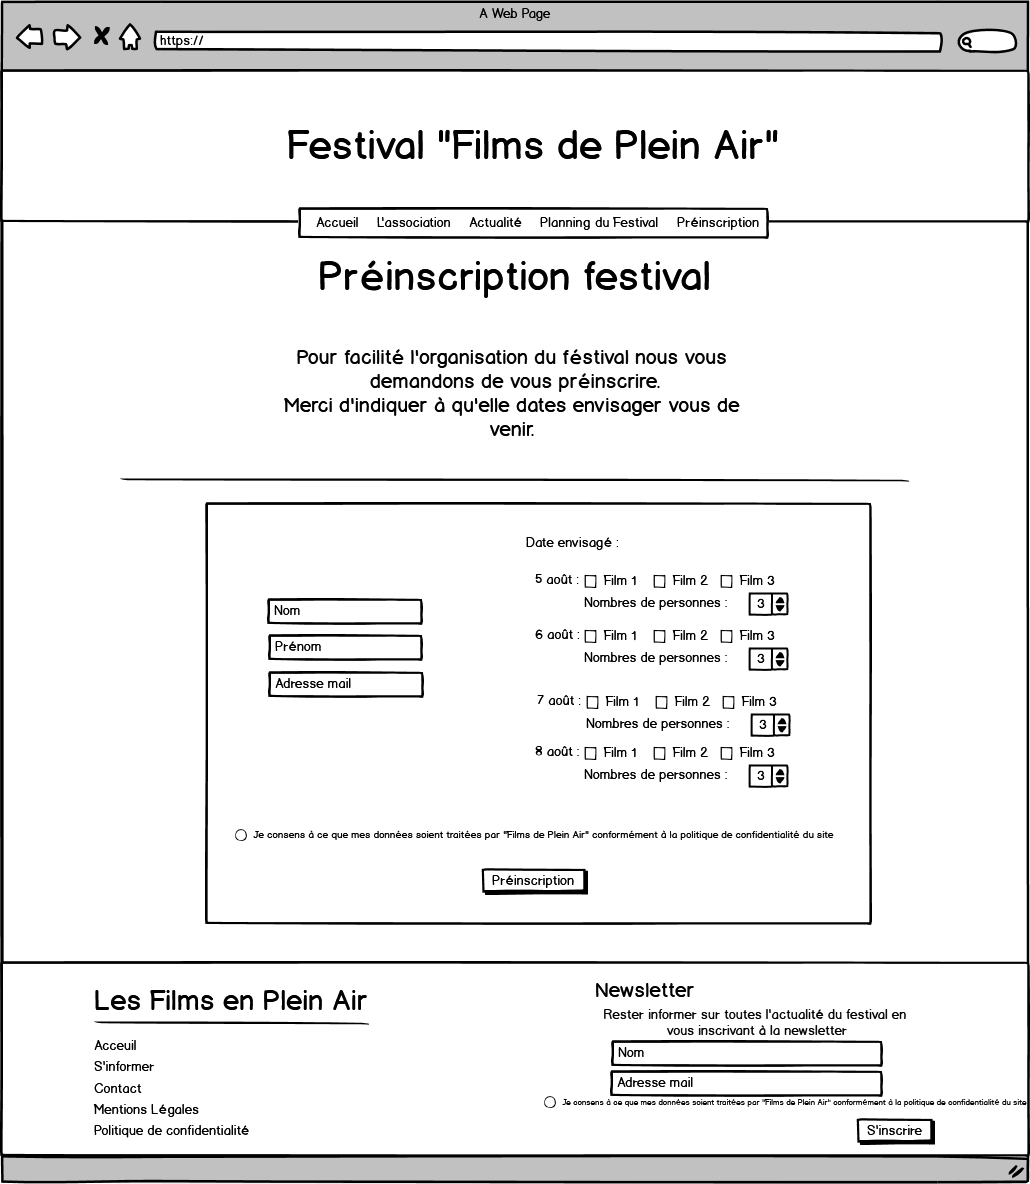 A Web Page
https://
Festival "Films de Plein Air"
Accueil L'association Actualité Planning du Festival Préinscription
Préinscription festival
Pour facilité l'organisation du féstival nous vous
demandons de vous préinscrire.
Merci d'indiquer à qu'elle dates envisager vous de
venir.
Nom
Prénom
Adresse mail
Date envisagé :
5 août : Film 1 Film 2 Film 3
Nombres de personnes : 3
6 août : Film 1 Film 2 Film 3
Nombres de personnes : 3
7 août : Film 1 Film 2 Film 3
Nombres de personnes : 3
8 août : Film 1 Film 2 Film 3
Nombres de personnes : 3
Je consens à ce que mes données soient traitées par "Films de Plein Air" conformément à la politique de confidentialité du site
Préinscription
Les Films en Plein Air
Acceuil
S'informer
Contact
Mentions Légales
Politique de confidentialité
Newsletter
Rester informer sur toutes l'actualité du festival en
vous inscrivant à la newsletter
Nom
Adresse mail
Je consens à ce que mes données soient traitées par "Films de Plein Air" conformément à la politique de confidentialité du site
S'inscrire